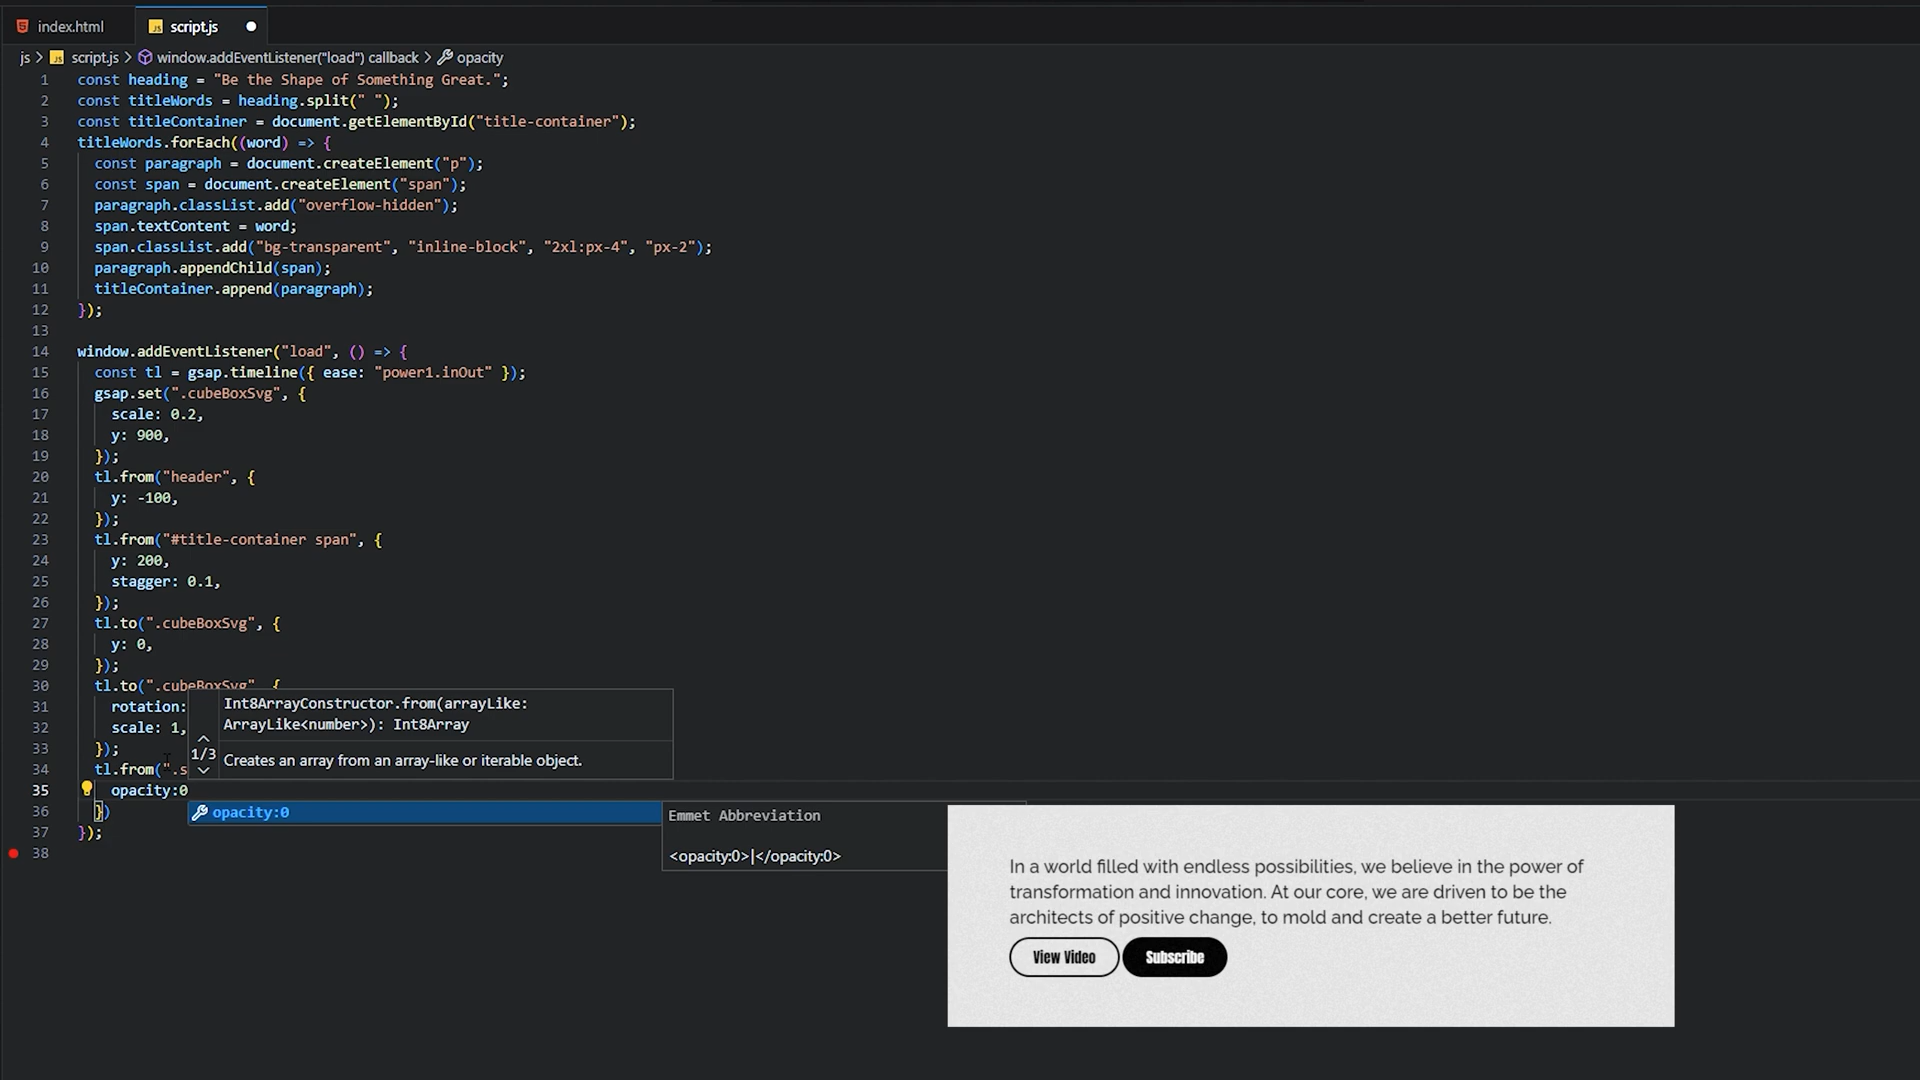 index.html
script.js
js > script.js > window.addEventListener("load") callback > opacity
1 const heading = "Be the Shape of Something Great.";
2 const titleWords = heading.split(" ");
3 const titleContainer = document.getElementById("title-container");
4 titleWords.forEach((word) => {
5 const paragraph = document.createElement("p");
6 const span = document.createElement("span");
7 paragraph.classList.add("overflow-hidden");
8 span.textContent = word;
9 span.classList.add("bg-transparent", "inline-block", "2xl:px-4", "px-2");
10 paragraph.appendChild(span);
11 titleContainer.append(paragraph);
12 });
13
14 window.addEventListener("load", () => {
15 const tl = gsap.timeline({ ease: "power1.inOut" });
16 gsap.set(".cubeBoxSvg", {
17 scale: 0.2,
18 y: 900,
19 });
20 tl.from("header", {
21 y: -100,
22 });
23 tl.from("#title-container span", {
24 y: 200,
25 stagger: 0.1,
26 });
27 tl.to(".cubeBoxSvg", {
28 y: 0,
29 });
30 tl.to(".cubeBoxSvg", {
31 rotation:
32 scale: 1,
33 });
34 tl.from(".s
35 opacity:0
36 })
37 });
38
Int8ArrayConstructor.from(arrayLike:
ArrayLike<number>): Int8Array
1/3
Creates an array from an array-like or iterable object.
opacity:0
Emmet Abbreviation
<opacity:0>|</opacity:0>
In a world filled with endless possibilities, we believe in the power of
transformation and innovation. At our core, we are driven to be the
architects of positive change, to mold and create a better future.
View Video Subscribe